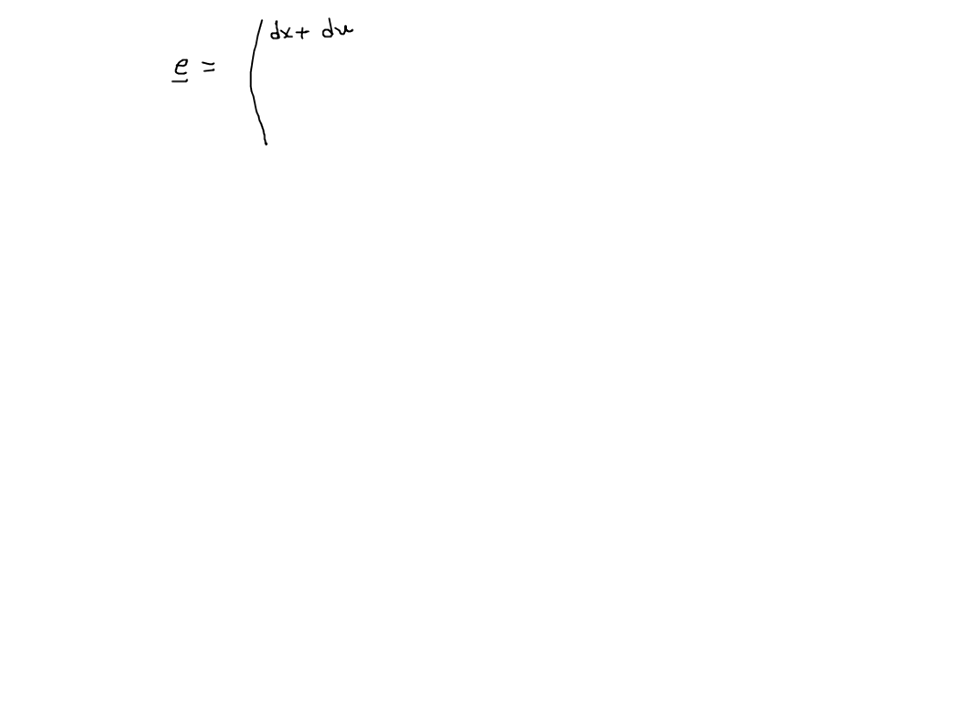 dx + du
e =